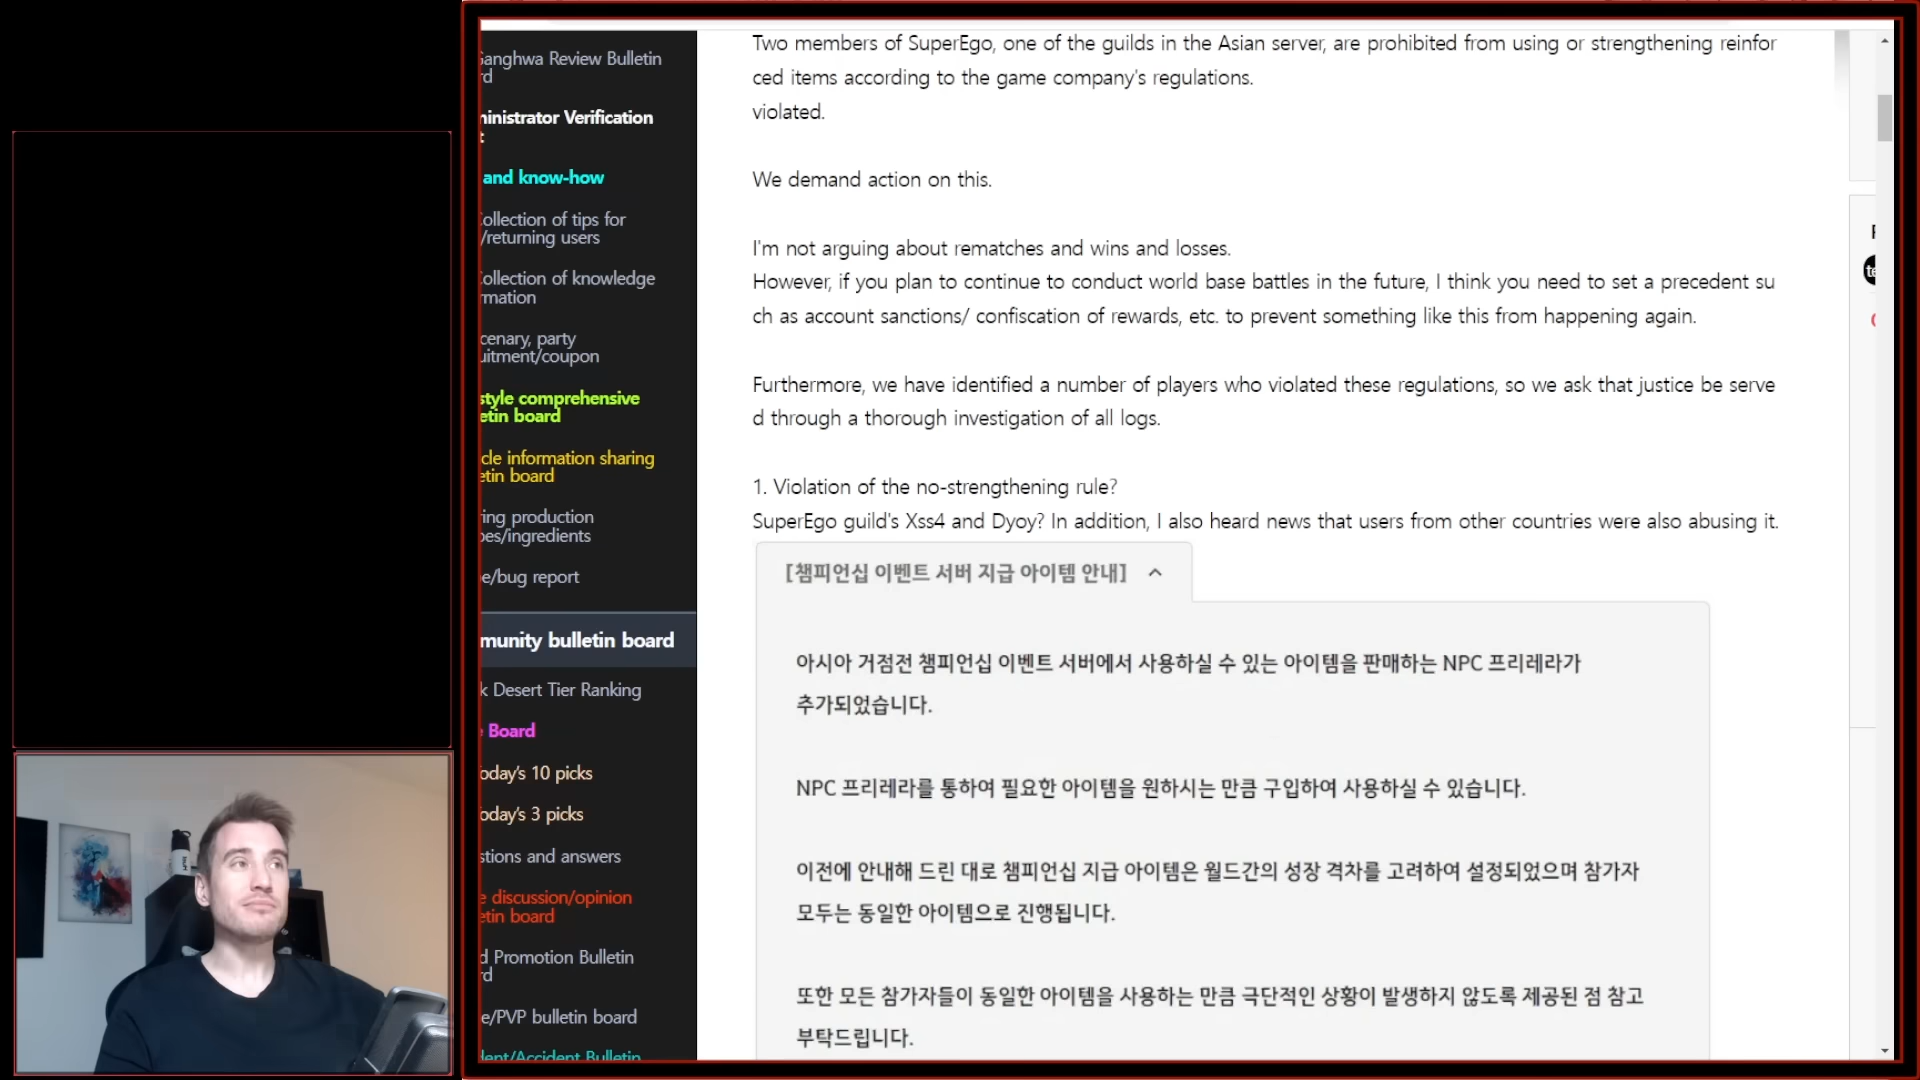 Ganghwa Review Bulletin
rd
ministrator Verification
t
and know-how
Collection of tips for
/returning users
Collection of knowledge
rmation
cenary, party
uitment/coupon
style comprehensive
etin board
cle information sharing
etin board
ring production
pes/ingredients
e/bug report
munity bulletin board
k Desert Tier Ranking
e Board
oday's 10 picks
oday's 3 picks
stions and answers
e discussion/opinion
etin board
d Promotion Bulletin
rd
e/PVP bulletin board
dent/Accident Bulletin
Two members of SuperEgo, one of the guilds in the Asian server, are prohibited from using or strengthening reinfor
ced items according to the game company's regulations.
violated.
We demand action on this.
I'm not arguing about rematches and wins and losses.
However, if you plan to continue to conduct world base battles in the future, I think you need to set a precedent su
ch as account sanctions/ confiscation of rewards, etc. to prevent something like this from happening again.
Furthermore, we have identified a number of players who violated these regulations, so we ask that justice be serve
d through a thorough investigation of all logs.
1. Violation of the no-strengthening rule?
SuperEgo guild's Xss4 and Dyoy? In addition, I also heard news that users from other countries were also abusing it.
[챔피언십 이벤트 서버 지급 아이템 안내]
아시아 거점전 챔피언십 이벤트 서버에서 사용하실 수 있는 아이템을 판매하는 NPC 프리레라가
추가되었습니다.
NPC 프리레라를 통하여 필요한 아이템을 원하시는 만큼 구입하여 사용하실 수 있습니다.
이전에 안내해 드린 대로 챔피언십 지급 아이템은 월드간의 성장 격차를 고려하여 설정되었으며 참가자
모두는 동일한 아이템으로 진행됩니다.
또한 모든 참가자들이 동일한 아이템을 사용하는 만큼 극단적인 상황이 발생하지 않도록 제공된 점 참고
부탁드립니다.
te